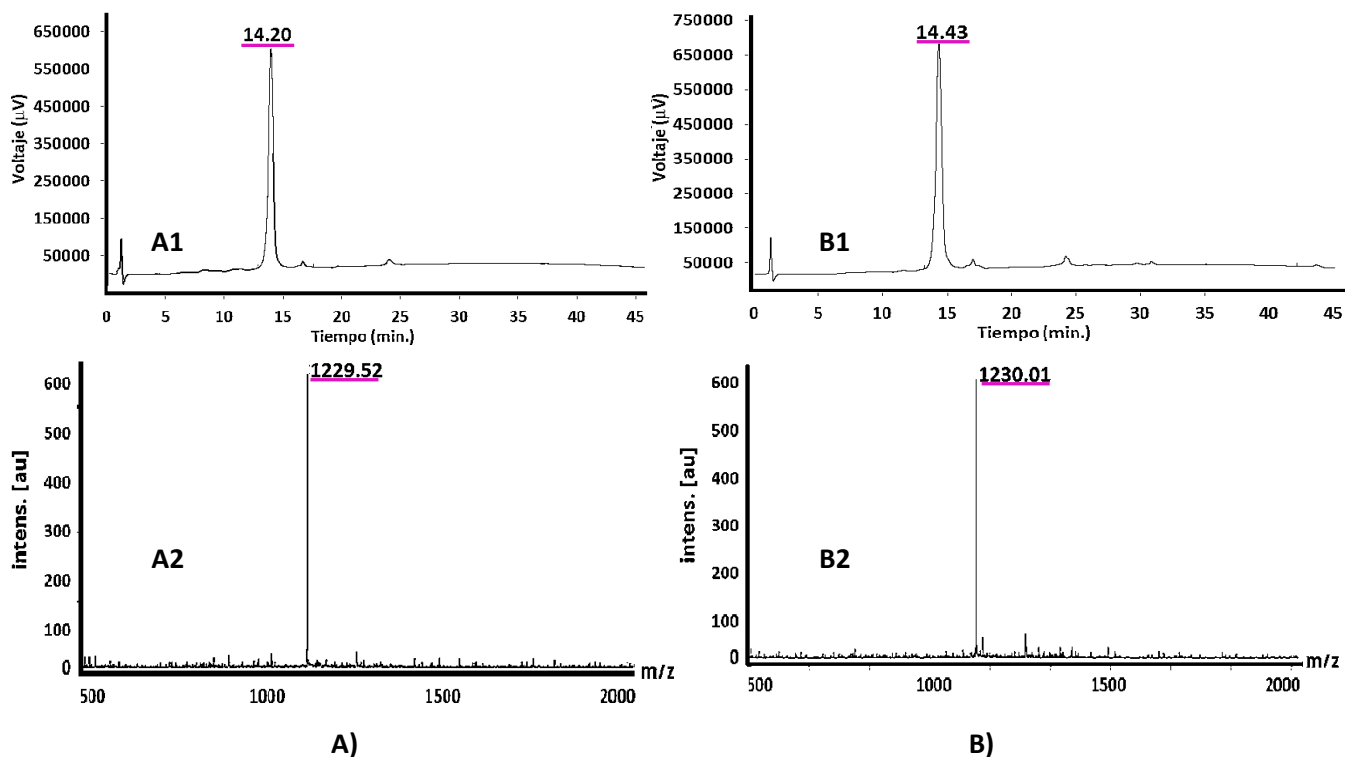 650000
550000
450000
350000
250000
150000
50000
Voltaje (µV)
14.20
A1
0 5 10 15 20 25 30 35 40 45
Tiempo (min.)
750000
650000
550000
450000
350000
250000
150000
50000
Voltaje (µV)
14.43
B1
0 5 10 15 20 25 30 35 40 45
Tiempo (min.)
600
500
400
300
200
100
0
intens. [au]
1229.52
A2
500 1000 1500 2000
m/z
600
500
400
300
200
100
0
intens. [au]
1230.01
B2
500 1000 1500 2000
m/z
A)
B)